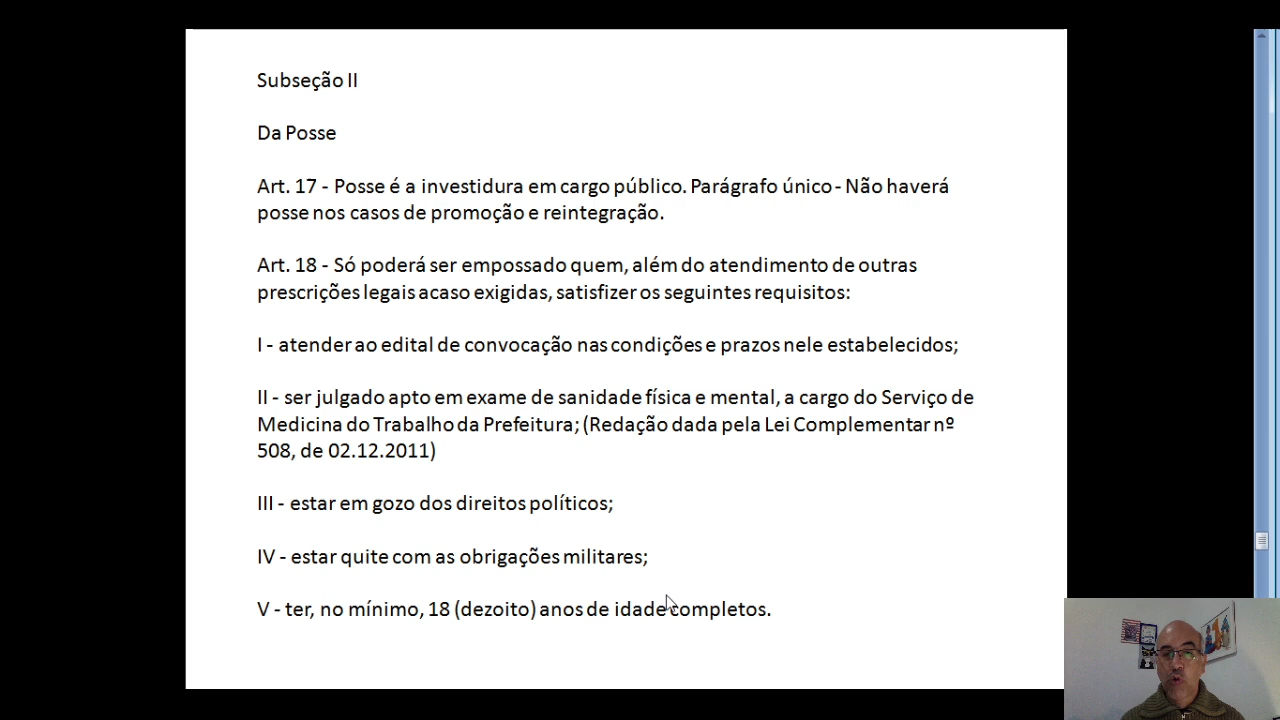 Subseção II
Da Posse
Art. 17 - Posse é a investidura em cargo público. Parágrafo único - Não haverá
posse nos casos de promoção e reintegração.
Art. 18 - Só poderá ser empossado quem, além do atendimento de outras
prescrições legais acaso exigidas, satisfizer os seguintes requisitos:
I - atender ao edital de convocação nas condições e prazos nele estabelecidos;
II - ser julgado apto em exame de sanidade física e mental, a cargo do Serviço de
Medicina do Trabalho da Prefeitura; (Redação dada pela Lei Complementar nº
508, de 02.12.2011)
III - estar em gozo dos direitos políticos;
IV - estar quite com as obrigações militares;
V - ter, no mínimo, 18 (dezoito) anos de idade completos.